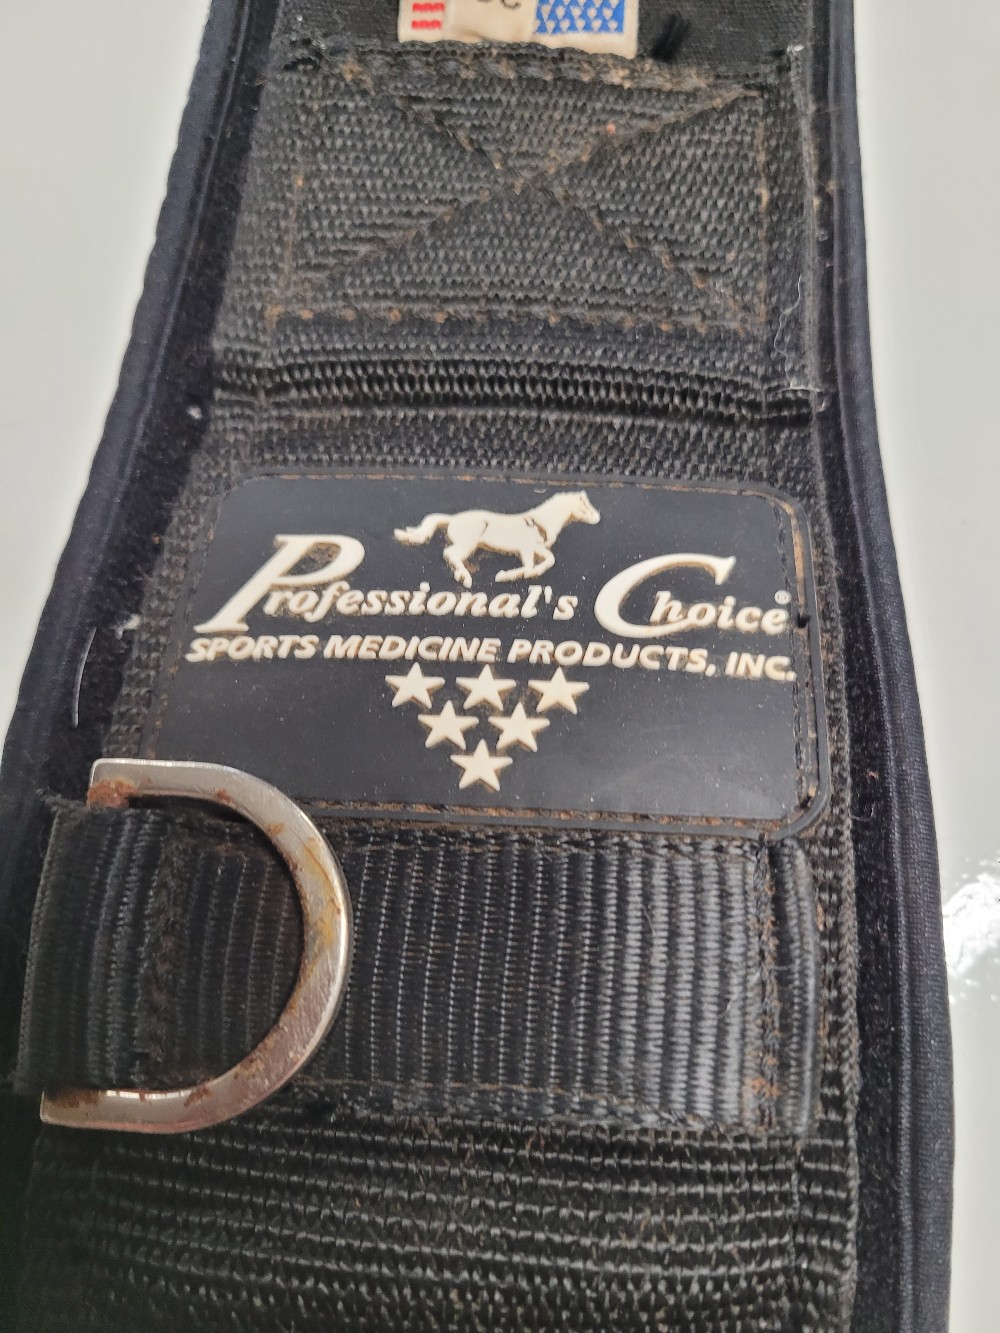 Professional's Choice®
SPORTS MEDICINE PRODUCTS, INC.